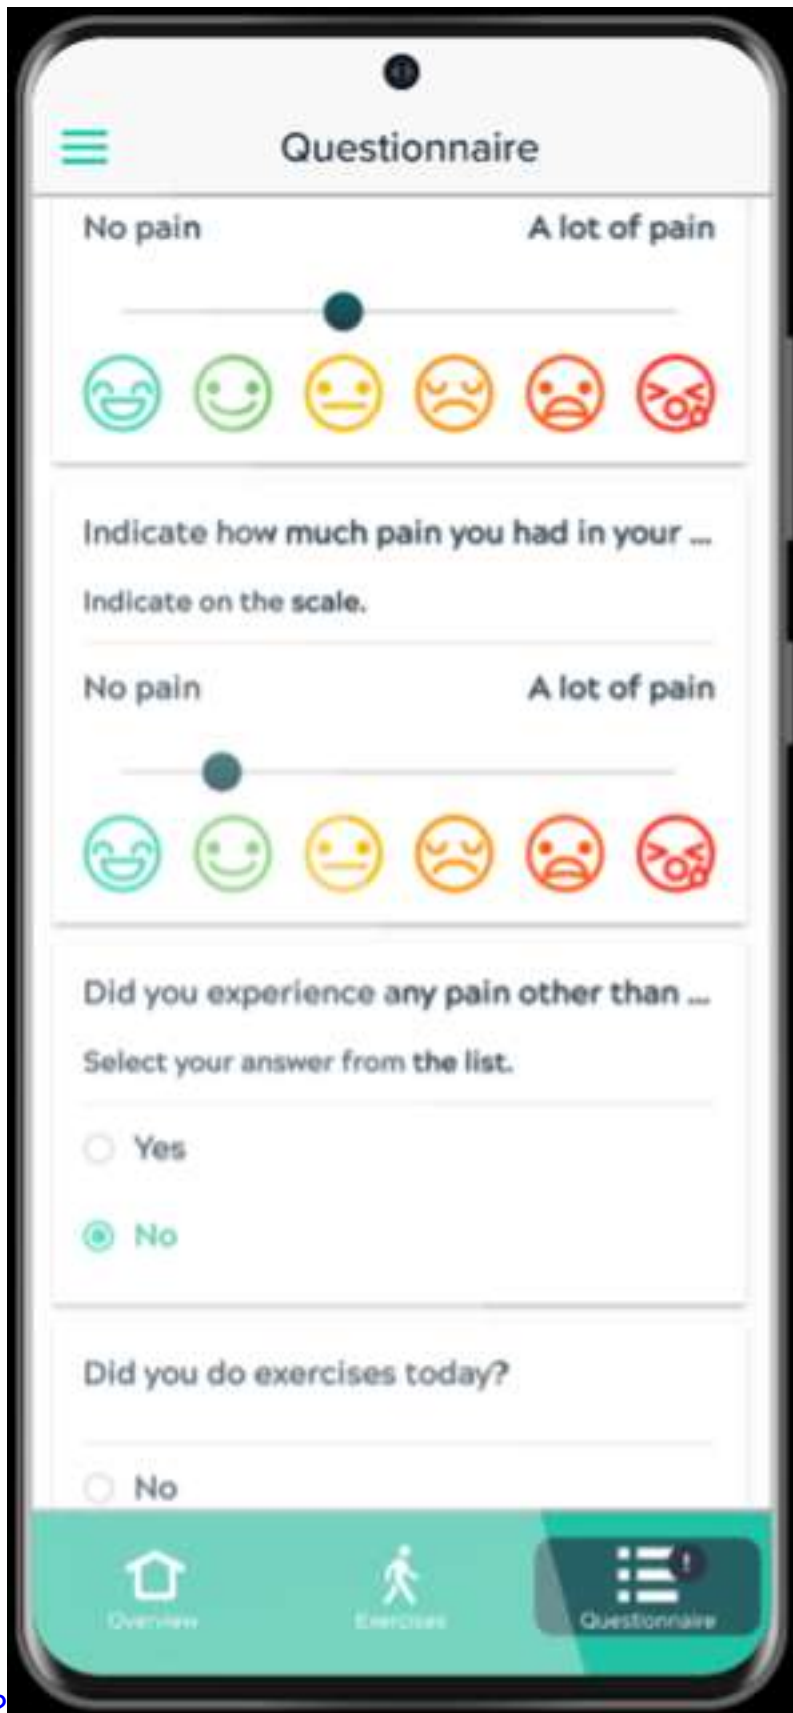 Questionnaire
No pain A lot of pain
Indicate how much pain you had in your ...
Indicate on the scale.
No pain A lot of pain
Did you experience any pain other than ...
Select your answer from the list.
Yes
No
Did you do exercises today?
No
!
Overview Exercises Questionnaire